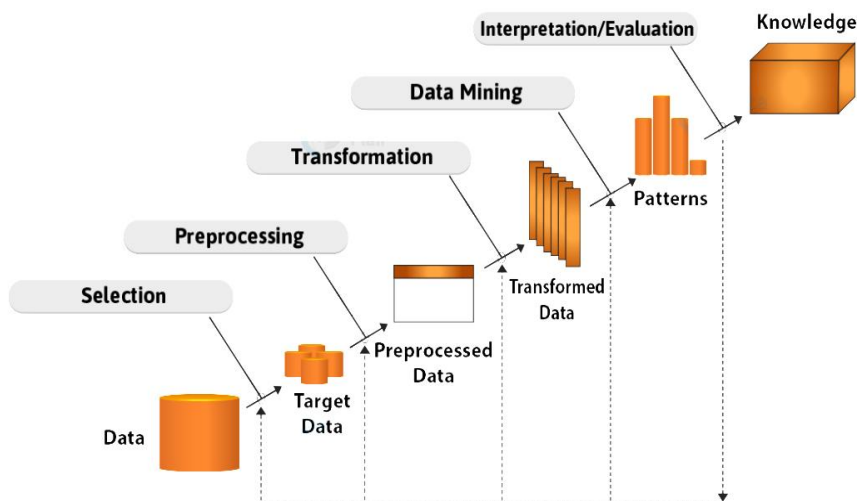 Knowledge
Interpretation/Evaluation
Data Mining
Transformation
Patterns
Preprocessing
Transformed
Data
Selection
Preprocessed
Data
Target
Data
Data